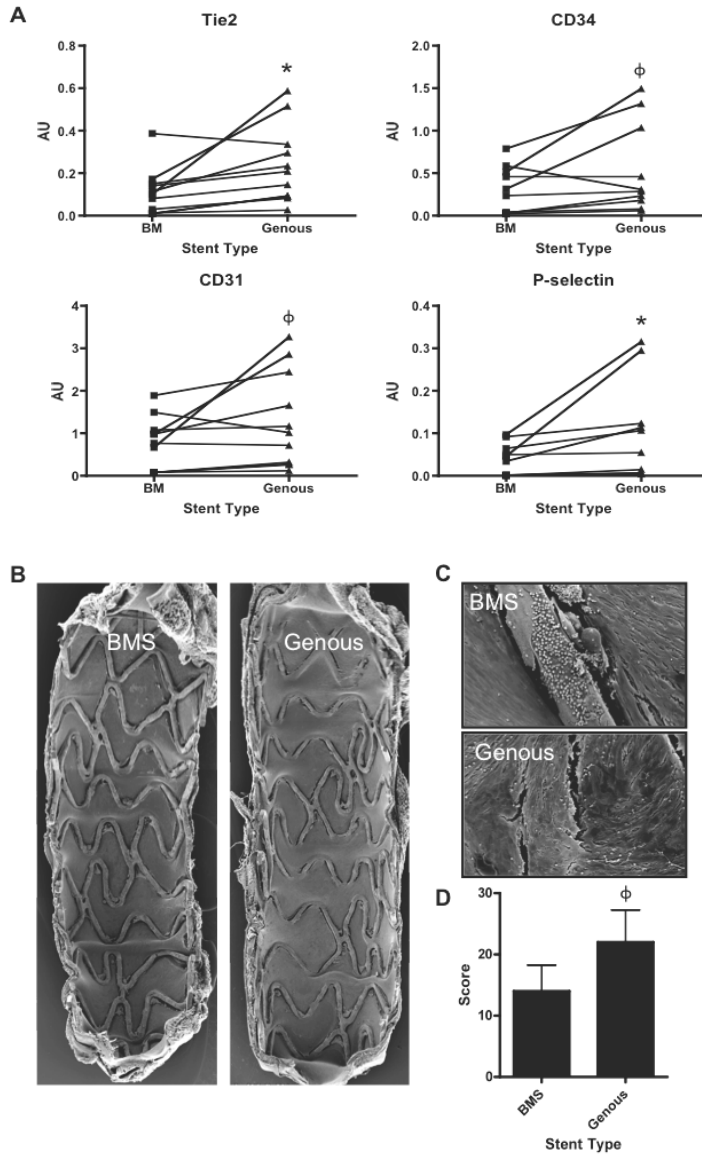 A
Tie2
0.8
0.6
0.4
0.2
0.0
AU
*
BM
Genous
Stent Type
CD34
2.0
1.5
1.0
0.5
0.0
AU
ϕ
BM
Genous
Stent Type
CD31
4
3
2
1
0
AU
ϕ
BM
Genous
Stent Type
P-selectin
0.4
0.3
0.2
0.1
0.0
AU
*
BM
Genous
Stent Type
B
BMS
Genous
C
BMS
Genous
D
30
20
10
0
Score
ϕ
BMS
Genous
Stent Type